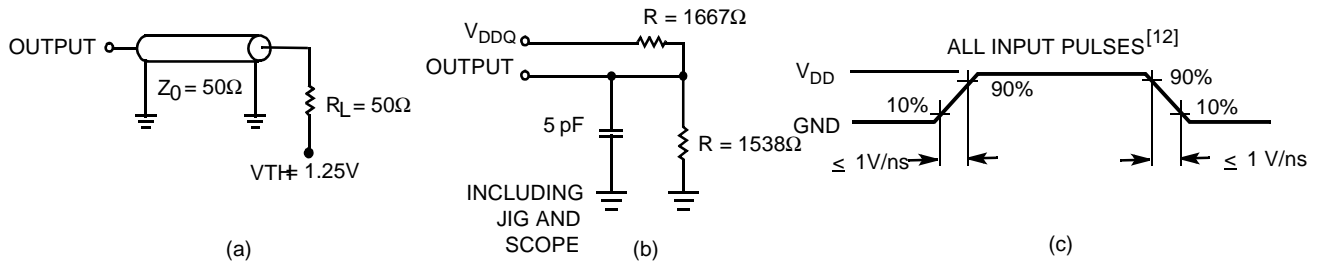 OUTPUT
Z0 = 50Ω
RL = 50Ω
VTH= 1.25V
(a)
R = 1667Ω
VDDQ
OUTPUT
5 pF
R = 1538Ω
INCLUDING
JIG AND
SCOPE
(b)
ALL INPUT PULSES[12]
VDD
90%
90%
10%
10%
GND
≤ 1V/ns
≤ 1 V/ns
(c)